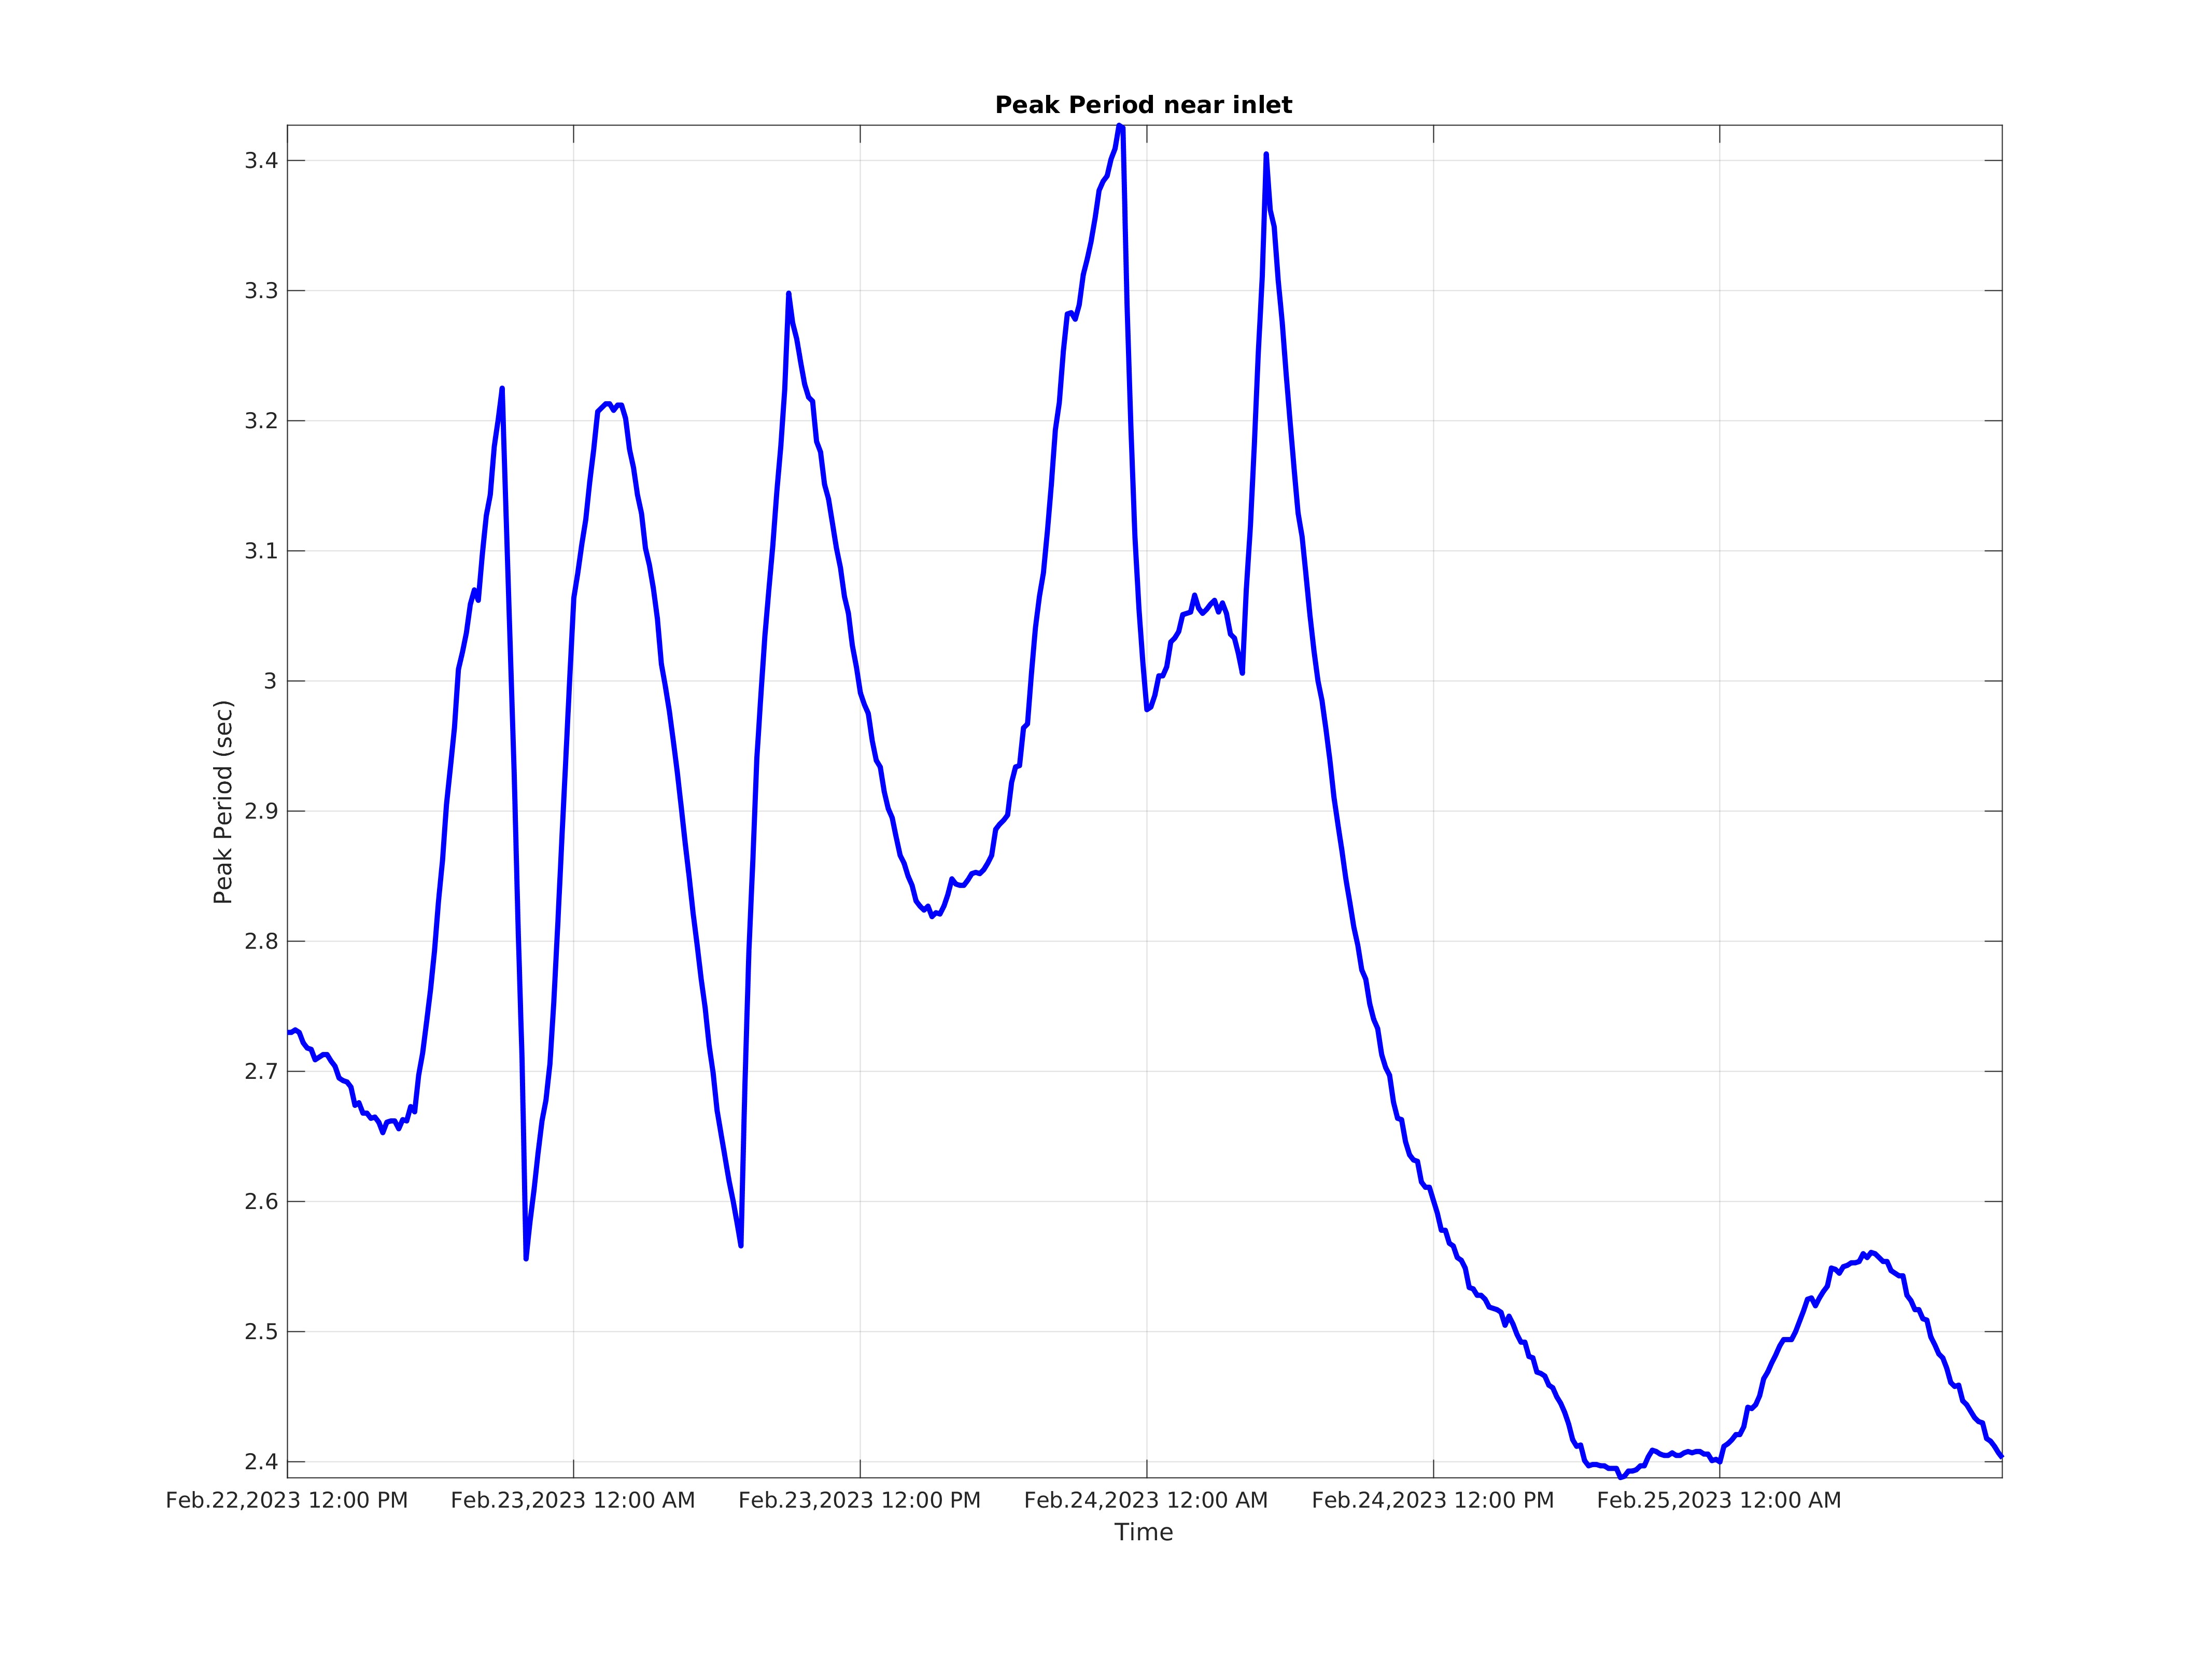 Peak Period near inlet
3.4
3.3
3.2
3.1
3
2.9
2.8
2.7
2.6
2.5
2.4
Peak Period (sec)
Feb.22,2023 12:00 PM
Feb.23,2023 12:00 AM
Feb.23,2023 12:00 PM
Feb.24,2023 12:00 AM
Feb.24,2023 12:00 PM
Feb.25,2023 12:00 AM
Time